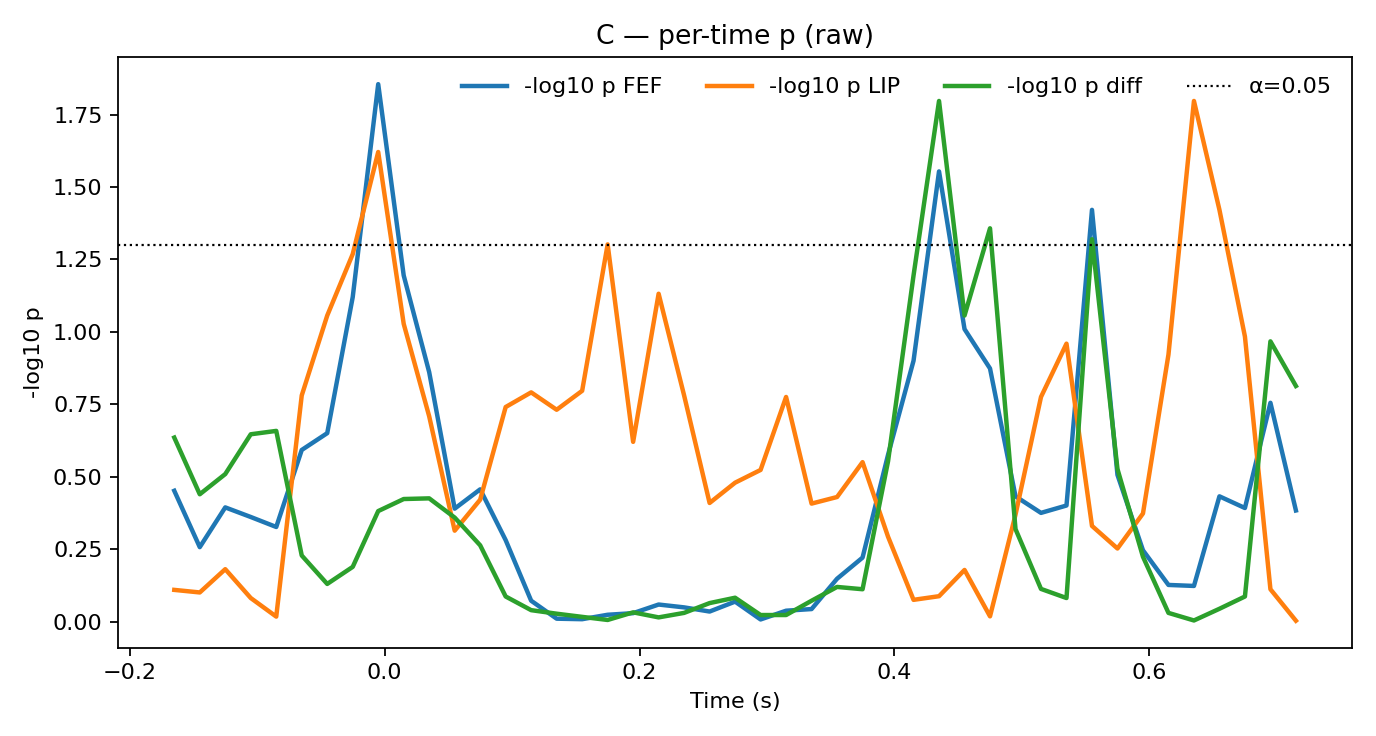 C — per-time p (raw)
-log10 p FEF
-log10 p LIP
-log10 p diff
α=0.05
1.75
1.50
1.25
1.00
0.75
0.50
0.25
0.00
-log10 p
−0.2
0.0
0.2
0.4
0.6
Time (s)